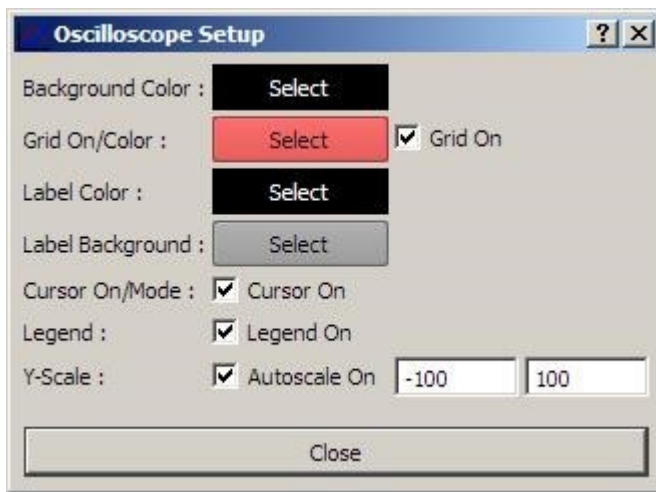 Oscilloscope Setup ? X
Background Color : Select
Grid On/Color : Select Grid On
Label Color : Select
Label Background : Select
Cursor On/Mode : Cursor On
Legend : Legend On
Y-Scale : Autoscale On -100 100
Close